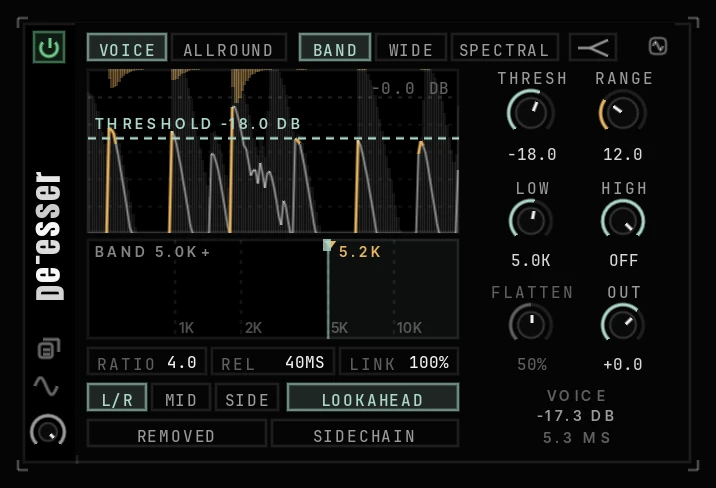 VOICE ALLROUND BAND WIDE SPECTRAL
THRESH RANGE
-0.0 DB
THRESHOLD -18.0 DB
-18.0 12.0
LOW HIGH
De-esser
BAND 5.0K+ 5.2K
5.0K OFF
FLATTEN OUT
1K 2K 5K 10K
RATIO 4.0 REL 40MS LINK 100%
50% +0.0
L/R MID SIDE LOOKAHEAD
VOICE
-17.3 DB
REMOVED SIDECHAIN
5.3 MS